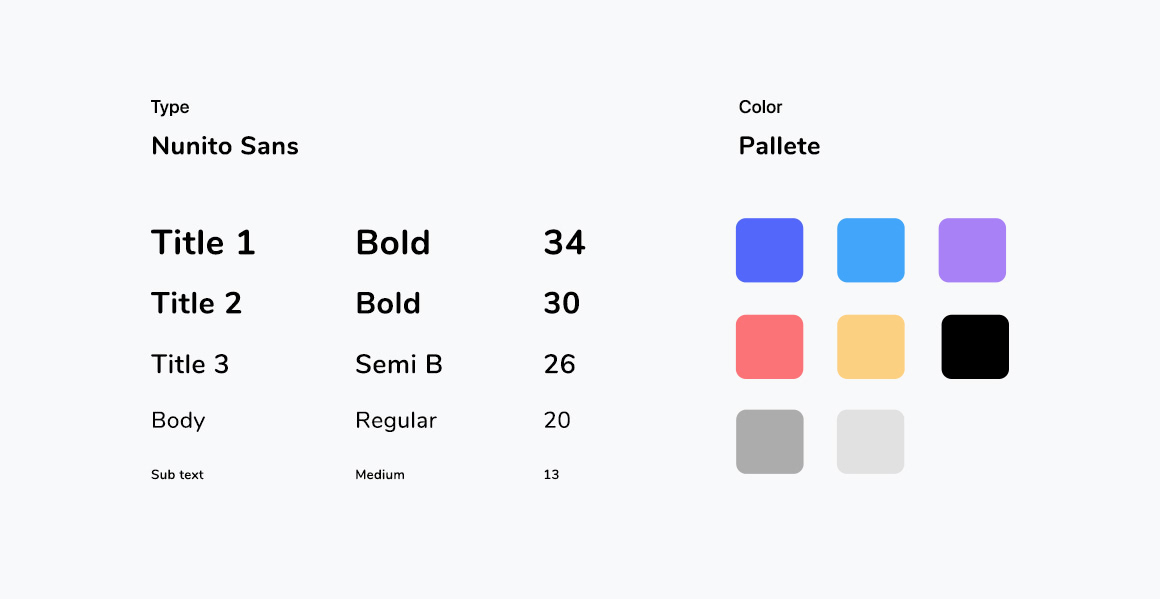 Type
Nunito Sans
Title 1 Bold 34
Title 2 Bold 30
Title 3 Semi B 26
Body Regular 20
Sub text Medium 13
Color
Pallete